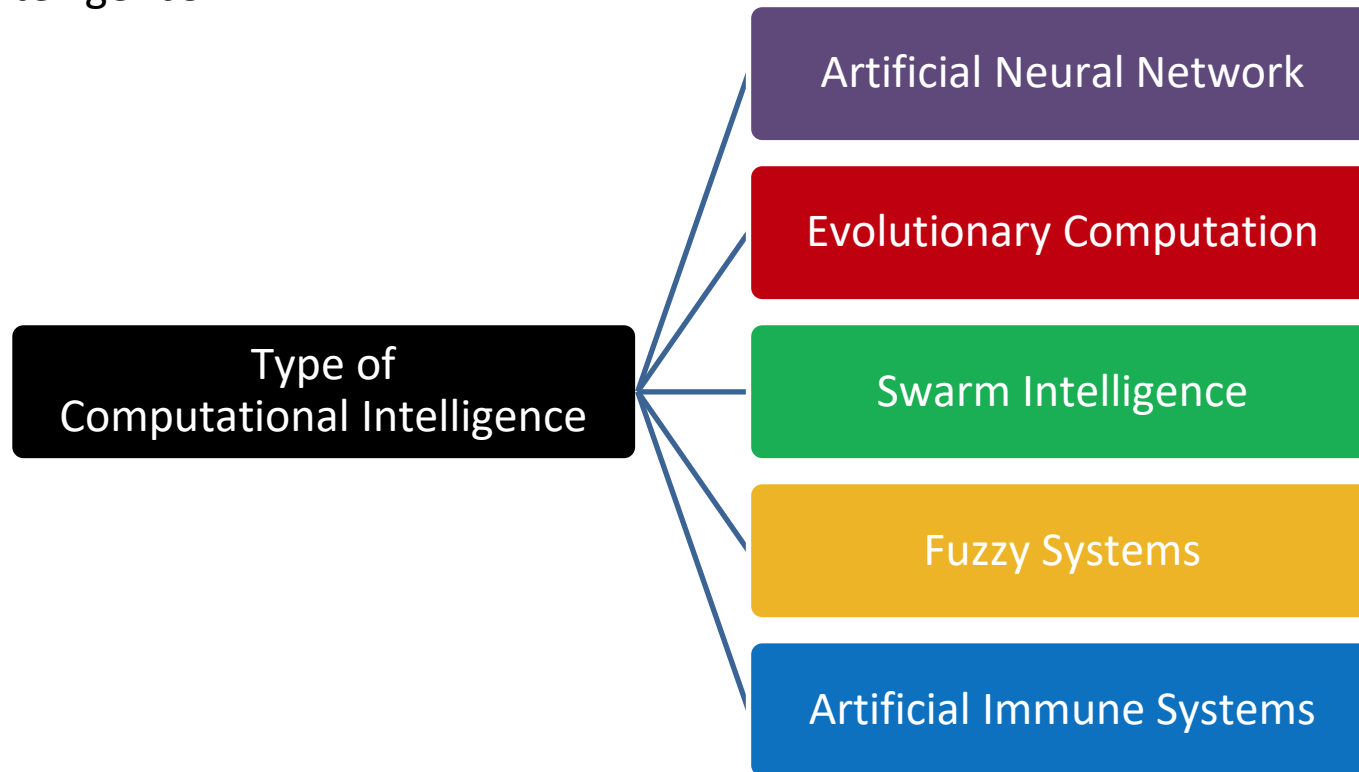 Type of
Computational Intelligence
Artificial Neural Network
Evolutionary Computation
Swarm Intelligence
Fuzzy Systems
Artificial Immune Systems